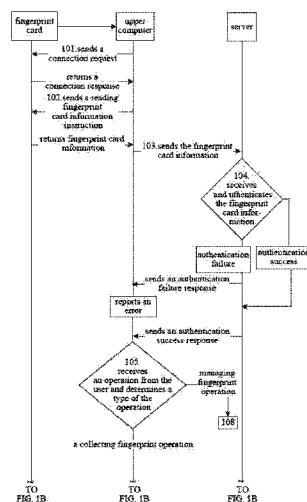 fingerprint
card
upper
computer
server
101.sends a
connection request
returns a
connection response
102.sends a reading
fingerprint
card information
instruction
returns fingerprint card
information
103.sends the fingerprint
card information
104.
receives
and uthenticates
the fingerprint
card infor-
mation
authentication
failure
authentication
success
sends an authentication
failure response
reports an
error
sends an authentication
success response
105.
receives
an operation from the
user and determines a
type of the
operation
managing
fingerprint
operation
108
a collecting fingerprint operation
TO
FIG. 1B
TO
FIG. 1B
TO
FIG. 1B